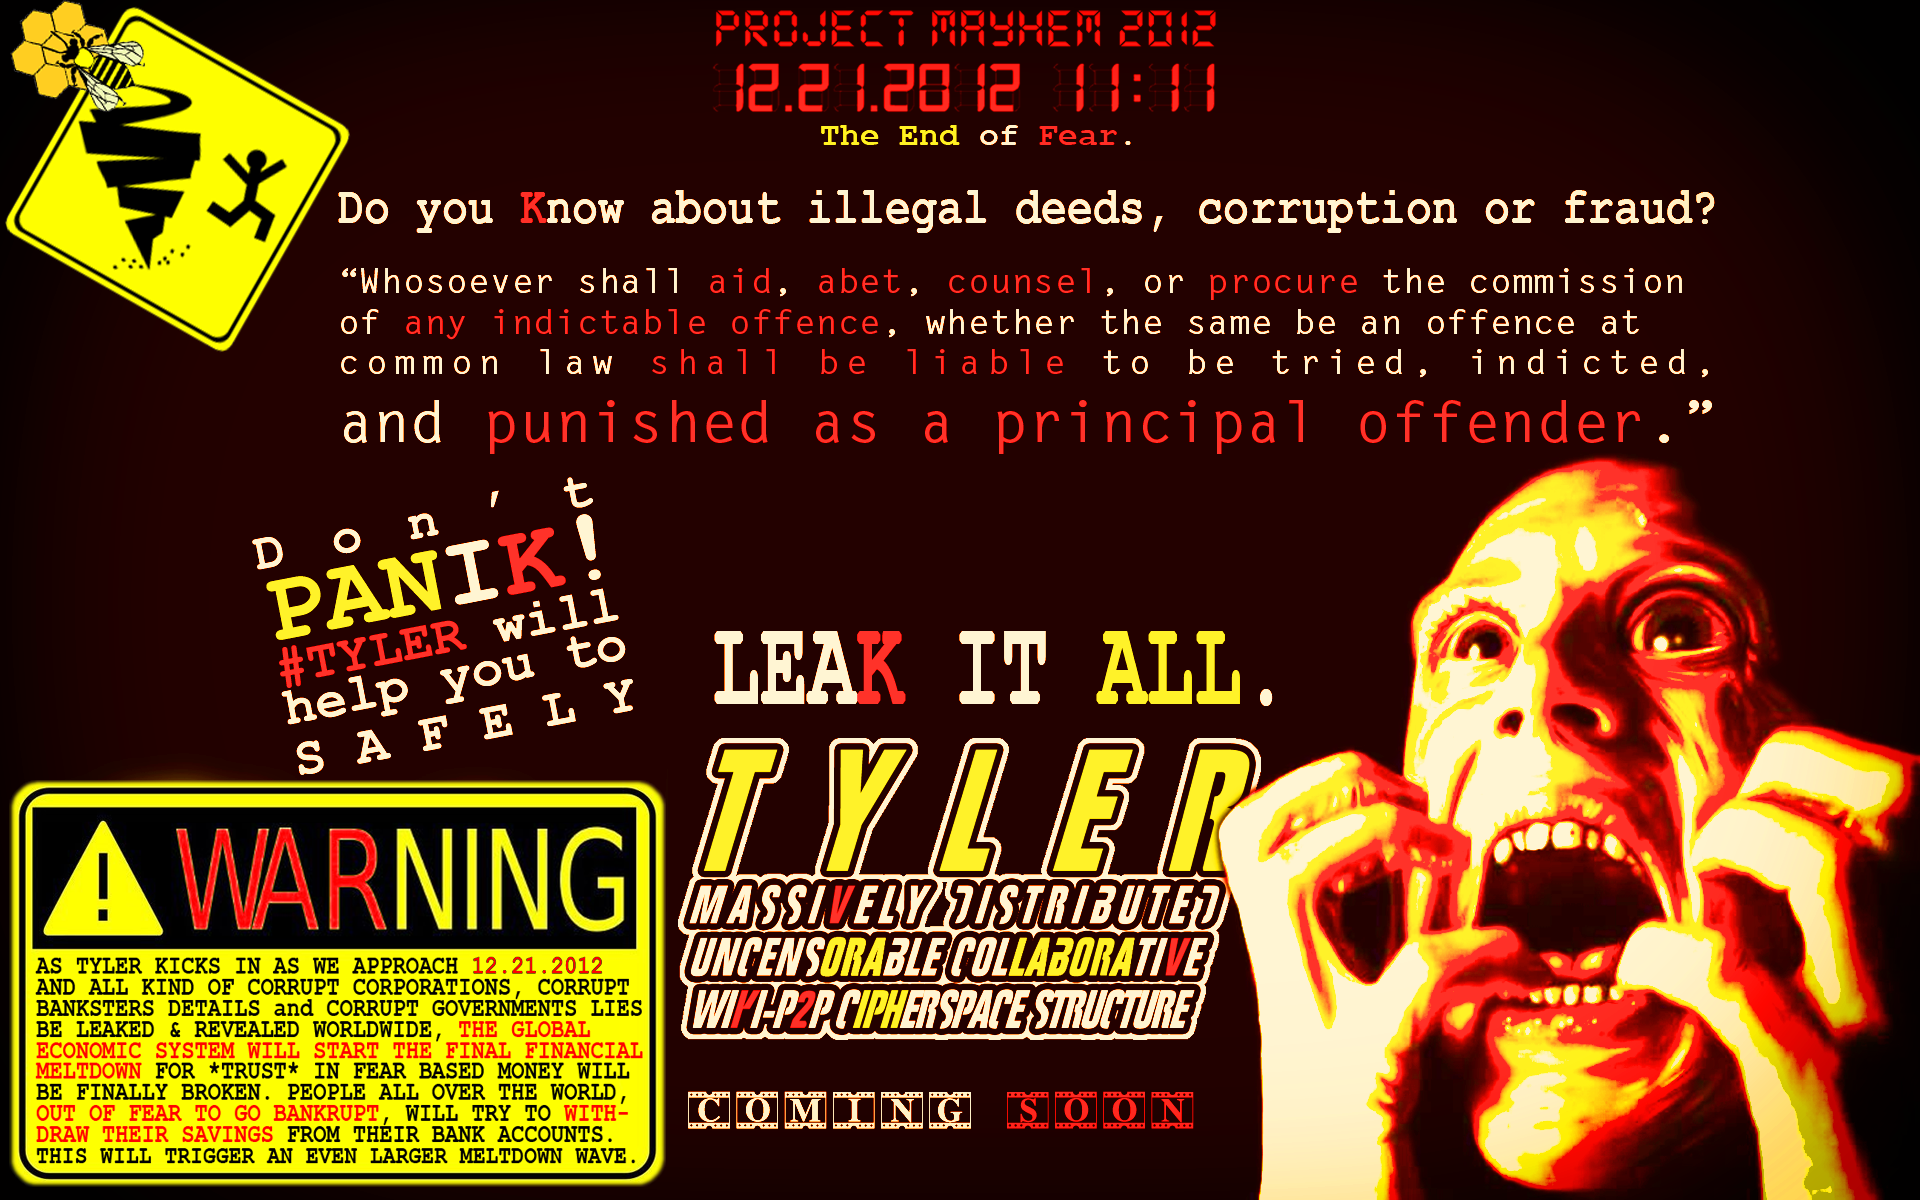 PROJECT MAYHEM 2012
12.21.2012 11:11
The End of Fear.
Do you Know about illegal deeds, corruption or fraud?
“Whosoever shall aid, abet, counsel, or procure the commission
of any indictable offence, whether the same be an offence at
common law shall be liable to be tried, indicted,
and punished as a principal offender.”
Don't
PANIK!
#TYLER will
help you to
SAFELY
LEAK IT ALL.
TYLER
MASSIVELY DISTRIBUTED
UNCENSORABLE COLLABORATIVE
WIKI-P2P CIPHERSPACE STRUCTURE
COMING SOON
! WARNING
AS TYLER KICKS IN AS WE APPROACH 12.21.2012
AND ALL KIND OF CORRUPT CORPORATIONS, CORRUPT
BANKSTERS DETAILS and CORRUPT GOVERNMENTS LIES
BE LEAKED & REVEALED WORLDWIDE, THE GLOBAL
ECONOMIC SYSTEM WILL START THE FINAL FINANCIAL
MELTDOWN FOR *TRUST* IN FEAR BASED MONEY WILL
BE FINALLY BROKEN. PEOPLE ALL OVER THE WORLD,
OUT OF FEAR TO GO BANKRUPT, WILL TRY TO WITH-
DRAW THEIR SAVINGS FROM THEIR BANK ACCOUNTS.
THIS WILL TRIGGER AN EVEN LARGER MELTDOWN WAVE.